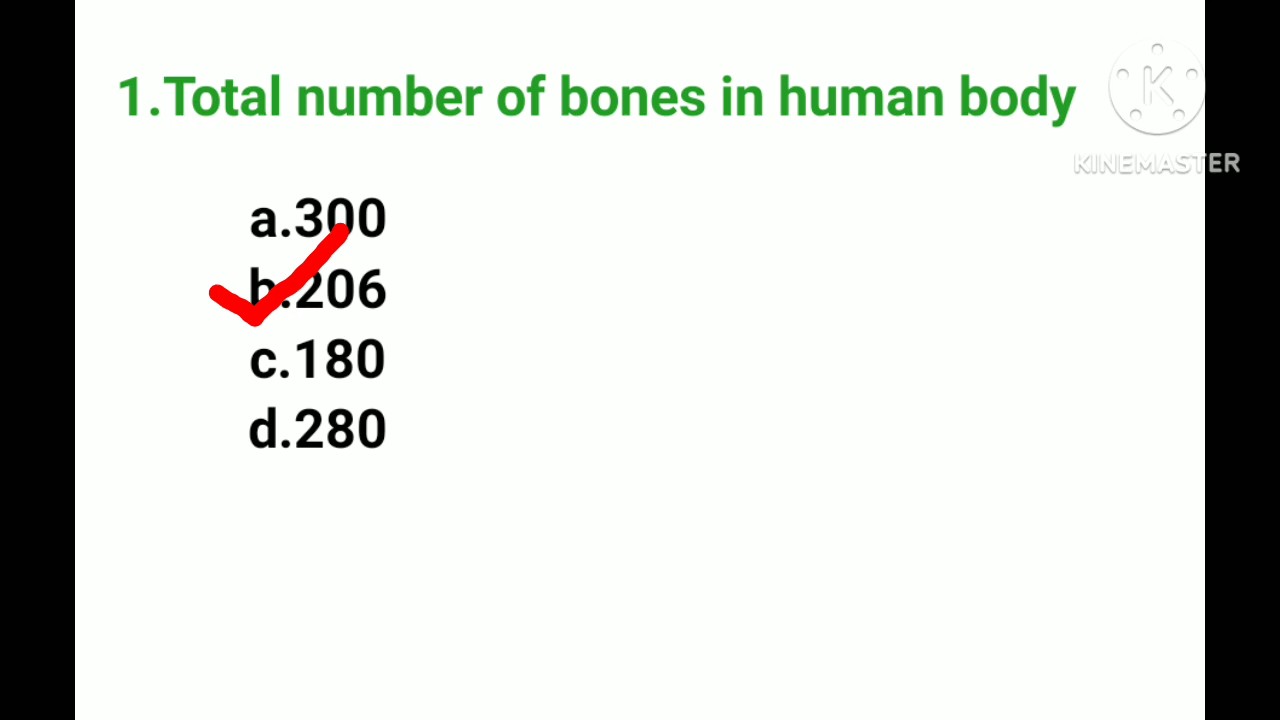 1.Total number of bones in human body
K
KINEMASTER
a.300
b.206
c.180
d.280